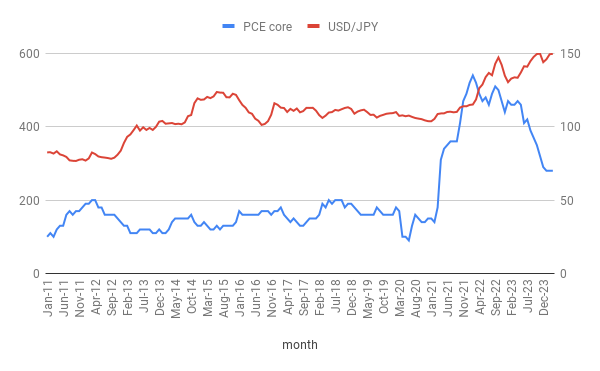 PCE core USD/JPY
600 150
400 100
200 50
0 0
Jan-11 Jun-11 Nov-11 Apr-12 Sep-12 Feb-13 Jul-13 Dec-13 May-14 Oct-14 Mar-15 Aug-15 Jan-16 Jun-16 Nov-16 Apr-17 Sep-17 Feb-18 Jul-18 Dec-18 May-19 Oct-19 Mar-20 Aug-20 Jan-21 Jun-21 Nov-21 Apr-22 Sep-22 Feb-23 Jul-23 Dec-23
month